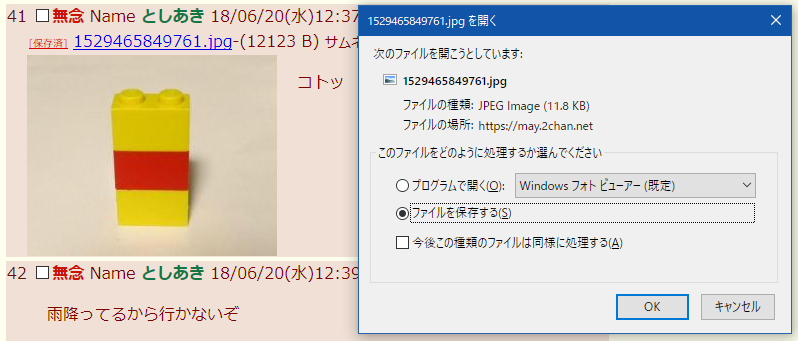 41 無念 Name としあき 18/06/20(水)12:37
[保存済] 1529465849761.jpg-(12123 B) サムネ
コトッ
42 無念 Name としあき 18/06/20(水)12:39
雨降ってるから行かないぞ
1529465849761.jpg を開く
次のファイルを開こうとしています:
1529465849761.jpg
ファイルの種類: JPEG Image (11.8 KB)
ファイルの場所: https://may.2chan.net
このファイルをどのように処理するか選んでください
プログラムで開く(O): Windows フォト ビューアー (既定)
ファイルを保存する(S)
今後この種類のファイルは同様に処理する(A)
OK キャンセル